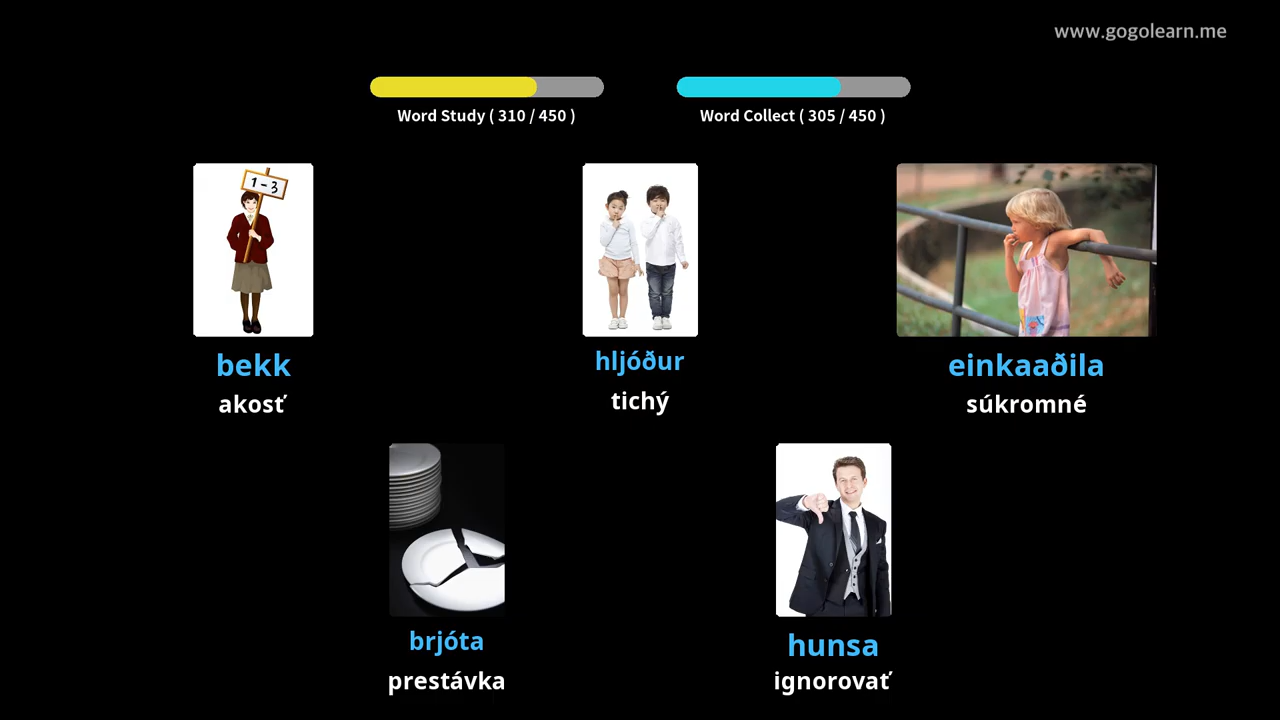 www.gogolearn.me
Word Study ( 310 / 450 )
Word Collect ( 305 / 450 )
1 - 3
bekk
akosť
hljóður
tichý
einkaaðila
súkromné
brjóta
prestávka
hunsa
ignorovať